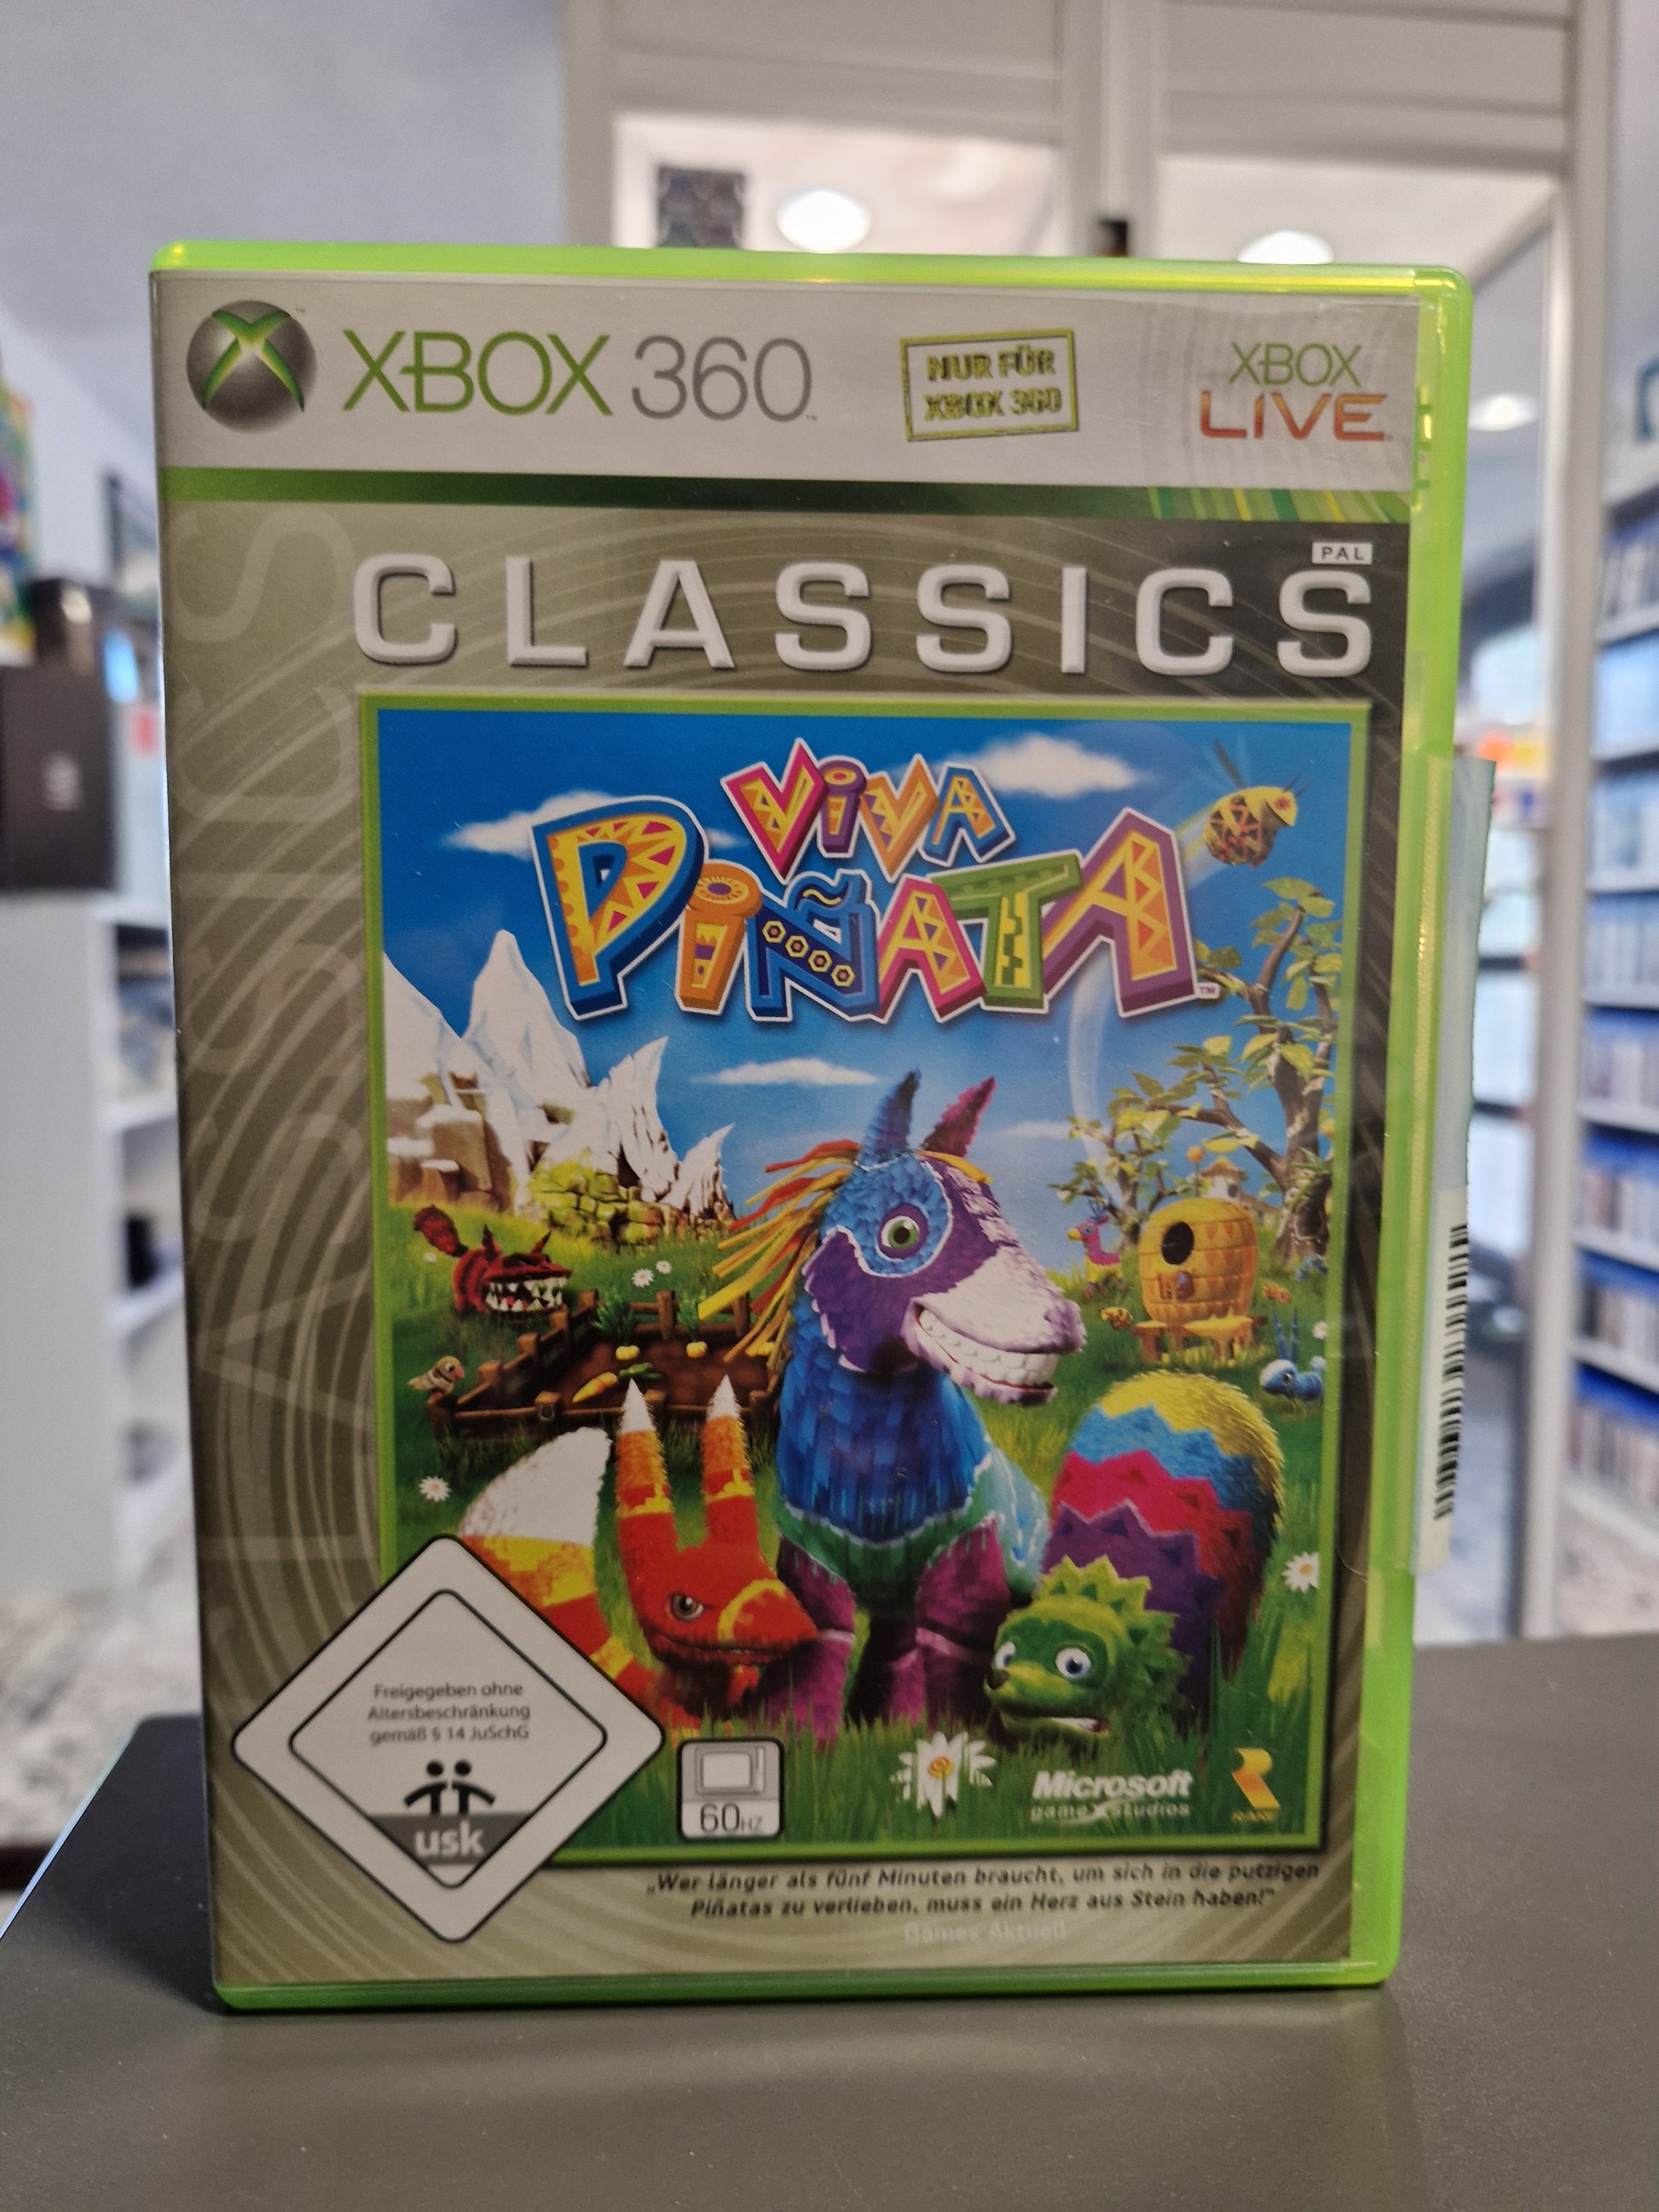 XBOX 360
NUR FÜR
XBOX 360
XBOX
LIVE
PAL
CLASSICS
CLASSICS
VIVA
PIÑATA
Freigegeben ohne
Altersbeschränkung
gemäß § 14 JuSchG
usk
60HZ
Microsoft
game studios
RARE
„Wer länger als fünf Minuten braucht, um sich in die putzigen
Piñatas zu verlieben, muss ein Herz aus Stein haben!“
Games Aktuell